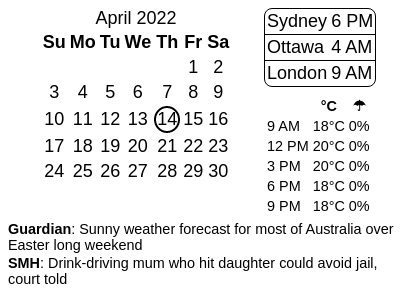 April 2022
Su Mo Tu We Th Fr Sa
1 2
3 4 5 6 7 8 9
10 11 12 13 14 15 16
17 18 19 20 21 22 23
24 25 26 27 28 29 30
Sydney 6 PM
Ottawa 4 AM
London 9 AM
°C ☂
9 AM 18°C 0%
12 PM 20°C 0%
3 PM 20°C 0%
6 PM 18°C 0%
9 PM 18°C 0%
Guardian: Sunny weather forecast for most of Australia over
Easter long weekend
SMH: Drink-driving mum who hit daughter could avoid jail,
court told